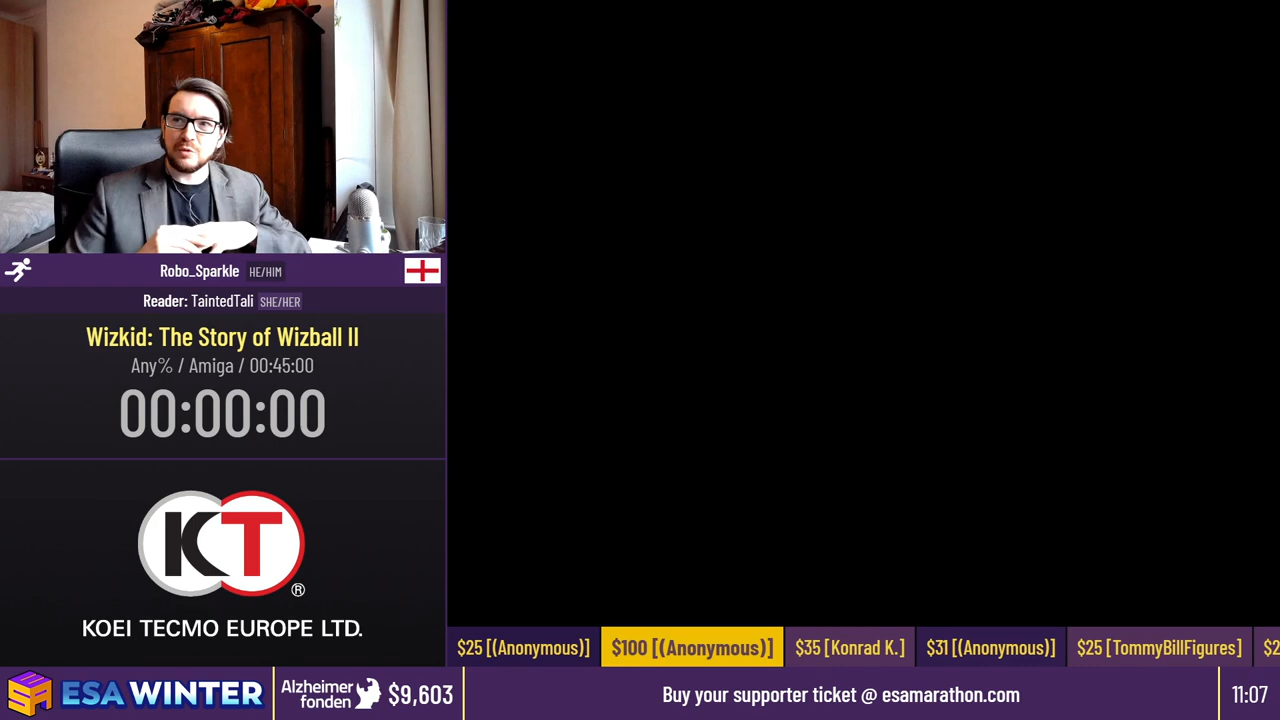 Robo_Sparkle HE/HIM
Reader: TaintedTali SHE/HER
Wizkid: The Story of Wizball II
Any% / Amiga / 00:45:00
00:00:00
KT
®
KOEI TECMO EUROPE LTD.
$25 [(Anonymous)] $100 [(Anonymous)] $35 [Konrad K.] $31 [(Anonymous)] $25 [TommyBillFigures] $2
ESA WINTER
Alzheimer
fonden
$9,603
Buy your supporter ticket @ esamarathon.com
11:07